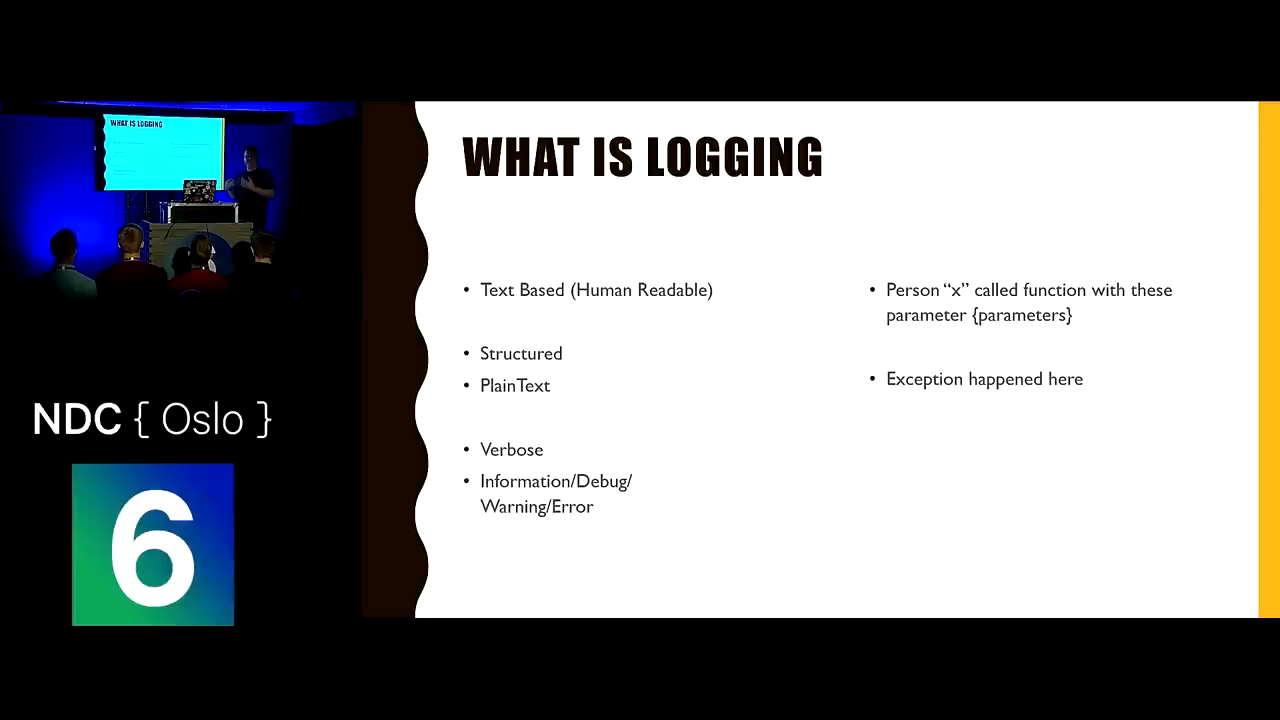 WHAT IS LOGGING
WHAT IS LOGGING
• Text Based (Human Readable)
• Structured
• PlainText
• Verbose
• Information/Debug/
Warning/Error
• Person “x” called function with these
parameter {parameters}
• Exception happened here
NDC { Oslo }
6